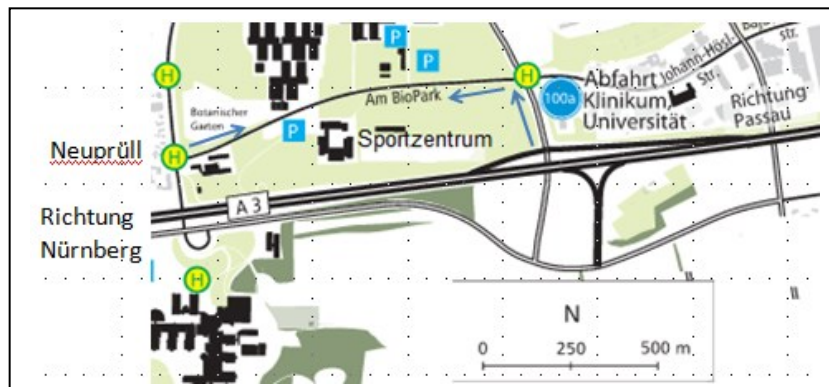 H
P
P
H
Am BioPark
100a
Abfahrt
Klinikum,
Universität
Johann-Hösl-
Str.
str.
Richtung
Passau
Botanischer
Garten
P
Sportzentrum
Neuprüll
H
A 3
Richtung
Nürnberg
H
N
0 250 500 m